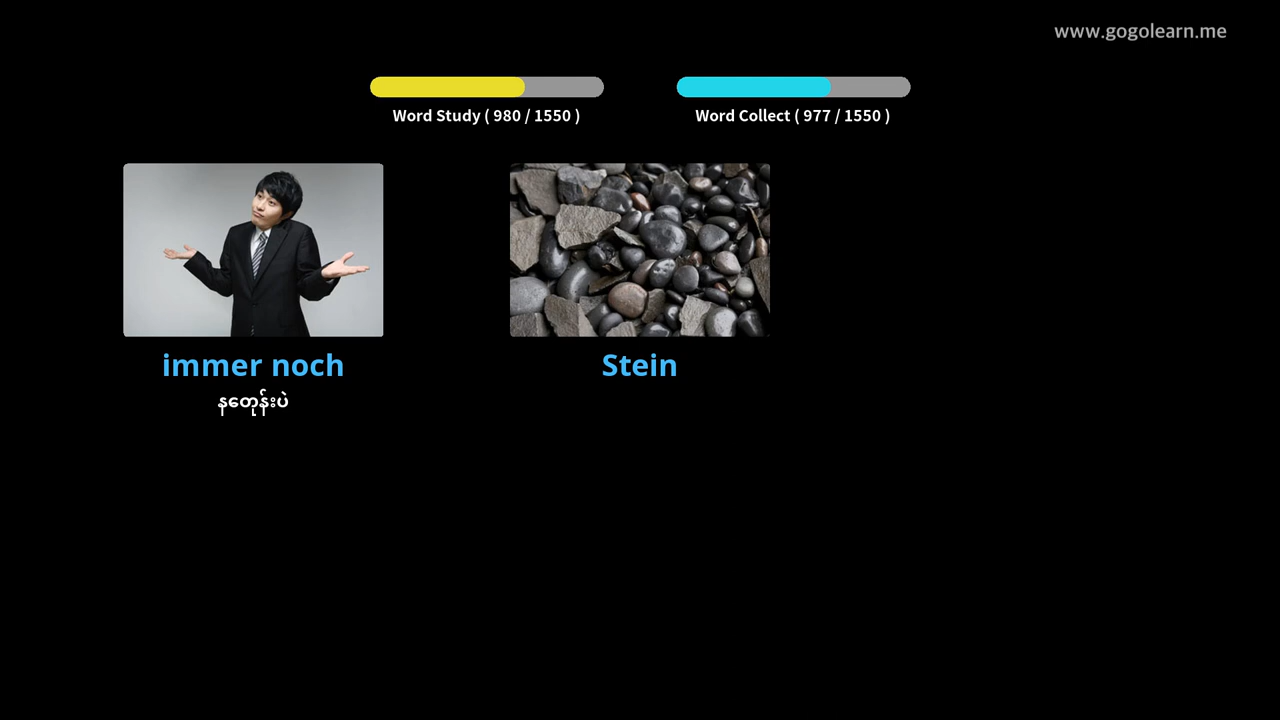 www.gogolearn.me
Word Study ( 980 / 1550 )
Word Collect ( 977 / 1550 )
immer noch
Stein
နတေုန်းပဲ